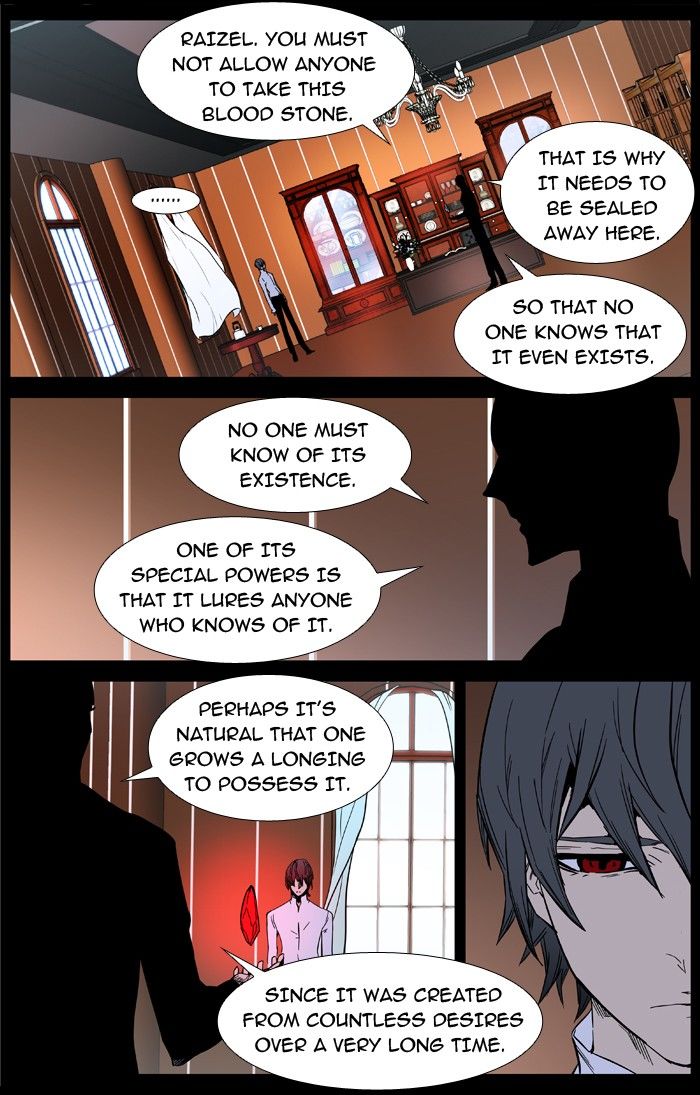 RAIZEL. YOU MUST
NOT ALLOW ANYONE
TO TAKE THIS
BLOOD STONE.
......
THAT IS WHY
IT NEEDS TO
BE SEALED
AWAY HERE.
SO THAT NO
ONE KNOWS THAT
IT EVEN EXISTS.
NO ONE MUST
KNOW OF ITS
EXISTENCE.
ONE OF ITS
SPECIAL POWERS IS
THAT IT LURES ANYONE
WHO KNOWS OF IT.
PERHAPS IT'S
NATURAL THAT ONE
GROWS A LONGING
TO POSSESS IT.
SINCE IT WAS CREATED
FROM COUNTLESS DESIRES
OVER A VERY LONG TIME.